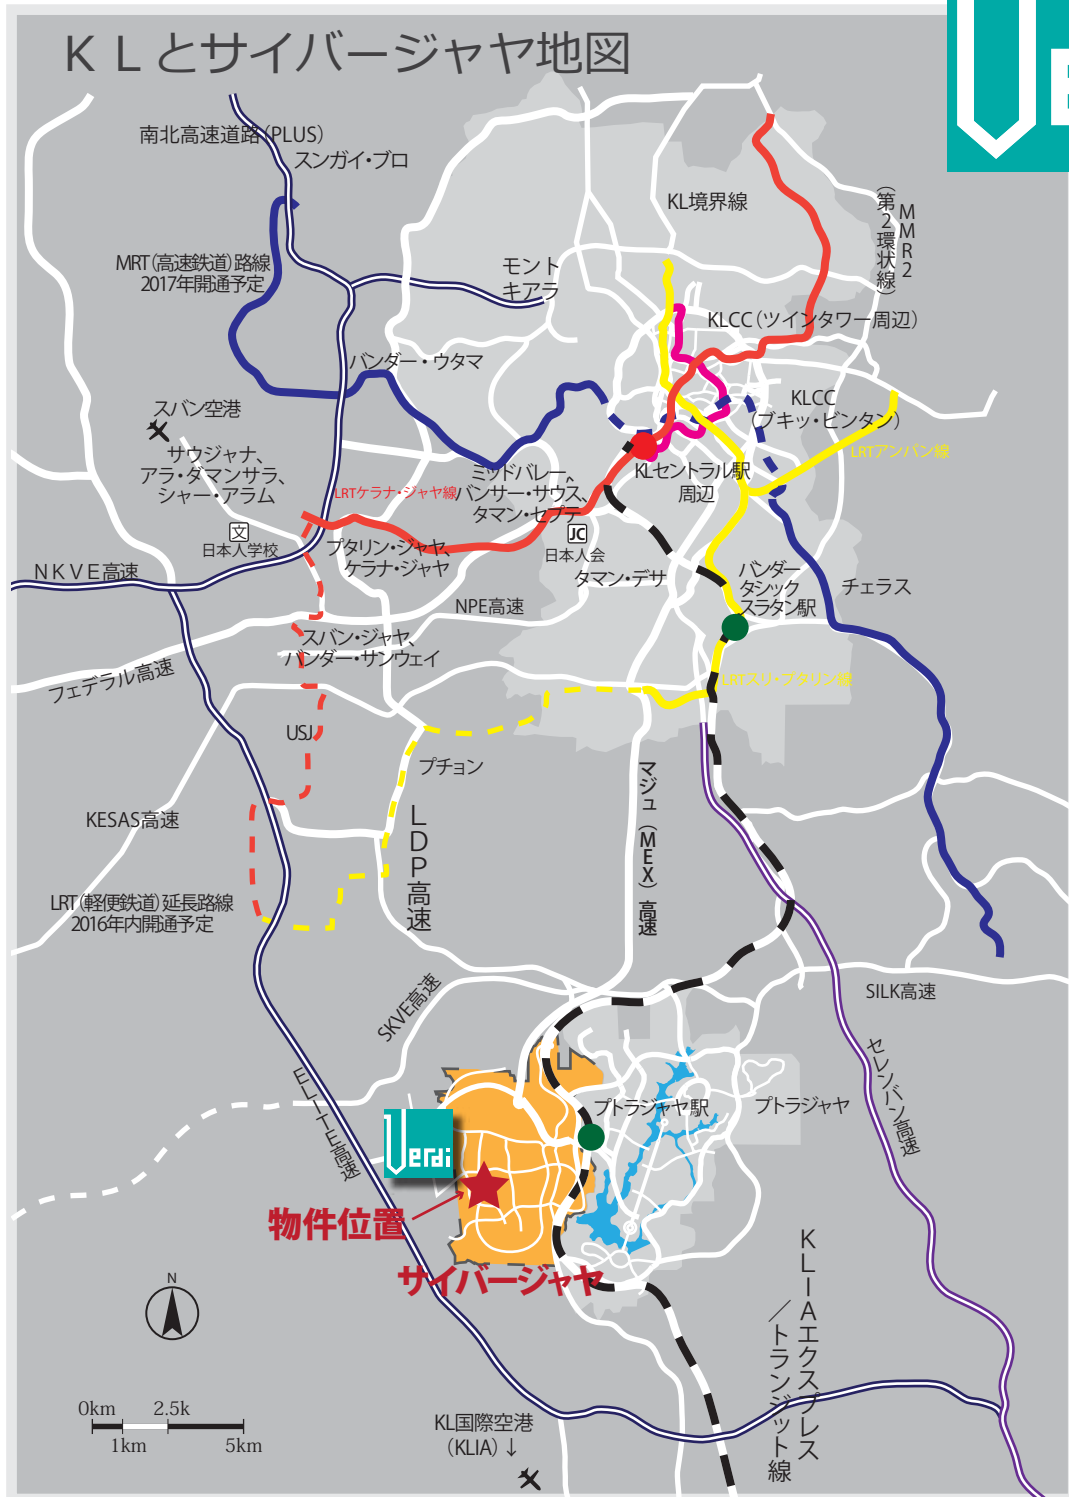 ＫＬとサイバージャヤ地図
南北高速道路（PLUS）
スンガイ・ブロ
KL境界線
MMR2
（第2環状線）
MRT（高速鉄道）路線
2017年開通予定
モント
キアラ
KLCC（ツインタワー周辺）
バンダー・ウタマ
KLCC
（ブキッ・ビンタン）
スバン空港
サウジャナ、
アラ・ダマンサラ、
シャー・アラム
LRTアンパン線
ミッドバレー、
バンサー・サウス、
タマン・セプテ
KLセントラル駅
周辺
LRTケラナ・ジャヤ線
文
日本人学校
プタリン・ジャヤ、
ケラナ・ジャヤ
JC
日本人会
ＮＫＶＥ高速
タマン・デサ
バンダー
タシック
スラタン駅
チェラス
NPE高速
スバン・ジャヤ、
バンダー・サンウェイ
フェデラル高速
LRTスリ・プタリン線
USJ
プチョン
マジュ（MEX）高速
KESAS高速
ＬＤＰ高速
LRT（軽便鉄道）延長路線
2016年内開通予定
SKVE高速
SILK高速
セレンバン高速
ＥＬＩＴＥ高速
プトラジャヤ駅
プトラジャヤ
Verdi
物件位置
サイバージャヤ
ＫＬＩＡエクスプレス
／トランジット線
N
0km
2.5k
1km
5km
KL国際空港
（KLIA）↓